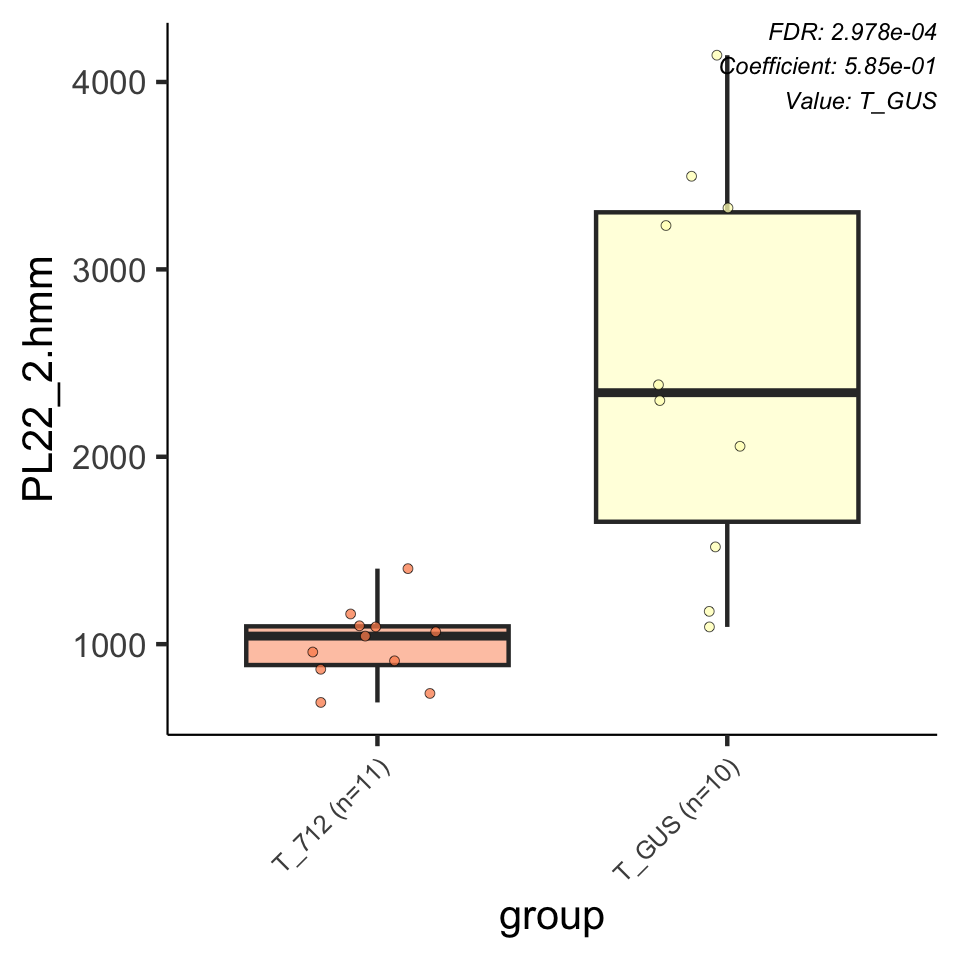 FDR: 2.978e-04
Coefficient: 5.85e-01
Value: T_GUS
PL22_2.hmm
4000
3000
2000
1000
T_712 (n=11)
T_GUS (n=10)
group